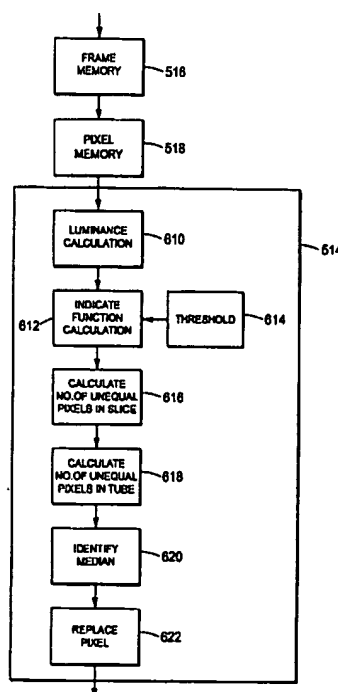 FRAME
MEMORY
516
PIXEL
MEMORY
518
514
LUMINANCE
CALCULATION
610
INDICATE
FUNCTION
CALCULATION
612
THRESHOLD
614
CALCULATE
NO. OF UNEQUAL
PIXELS IN SLICE
616
CALCULATE
NO. OF UNEQUAL
PIXELS IN TUBE
618
IDENTIFY
MEDIAN
620
REPLACE
PIXEL
622